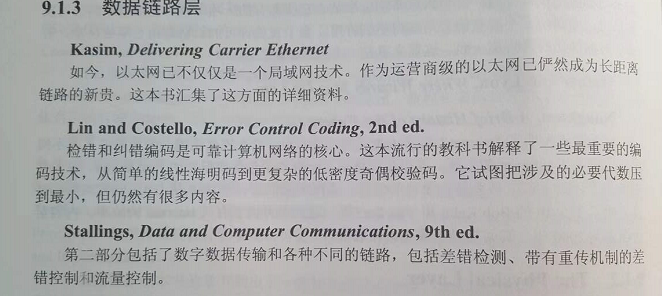 9.1.3 数据链路层
Kasim, Delivering Carrier Ethernet
如今，以太网已不仅仅是一个局域网技术。作为运营商级的以太网已俨然成为长距离
链路的新贵。这本书汇集了这方面的详细资料。
Lin and Costello, Error Control Coding, 2nd ed.
检错和纠错编码是可靠计算机网络的核心。这本流行的教科书解释了一些最重要的编
码技术，从简单的线性海明码到更复杂的低密度奇偶校验码。它试图把涉及的必要代数压
到最小，但仍然有很多内容。
Stallings, Data and Computer Communications, 9th ed.
第二部分包括了数字数据传输和各种不同的链路，包括差错检测、带有重传机制的差
错控制和流量控制。